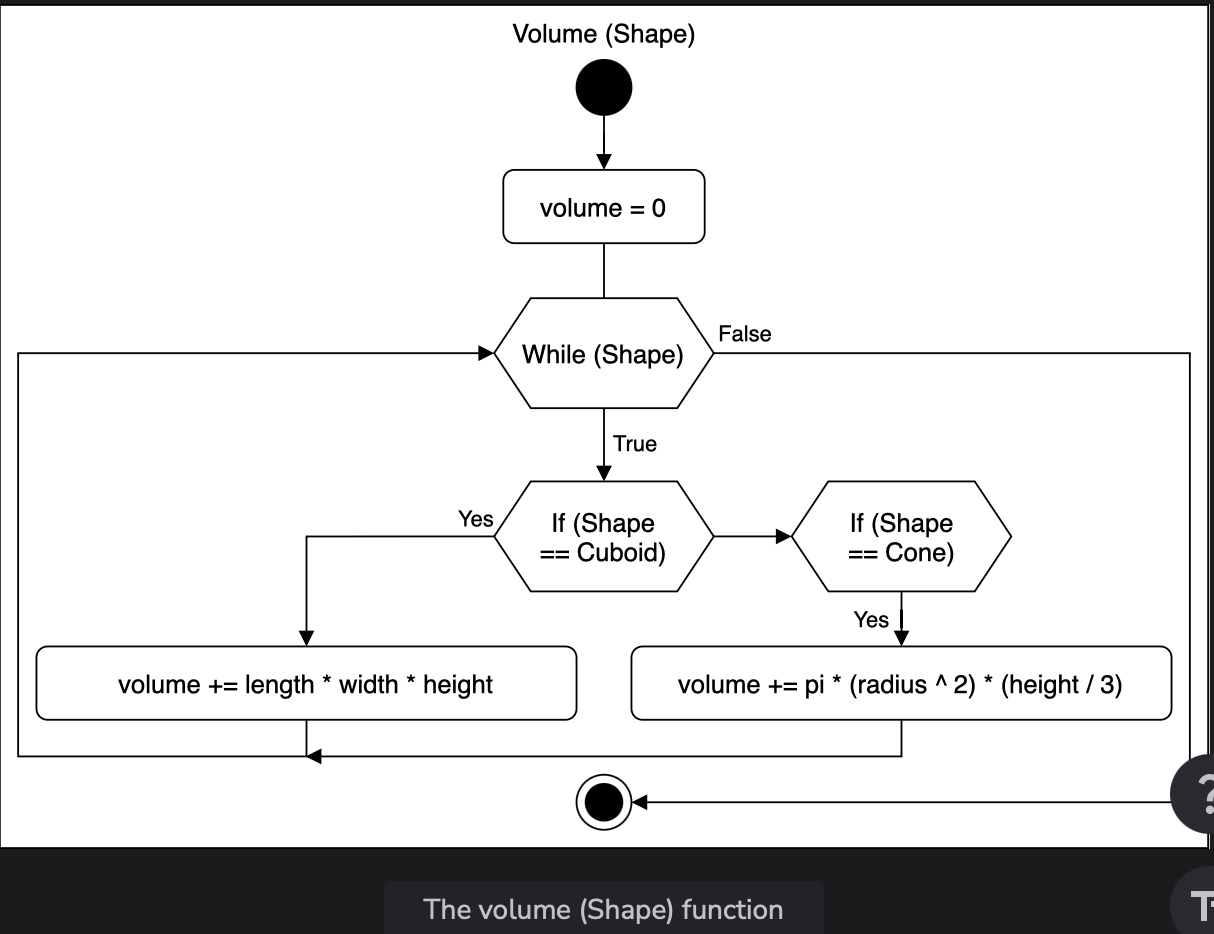 Volume (Shape)
volume = 0
While (Shape)
False
True
Yes
If (Shape
== Cuboid)
If (Shape
== Cone)
Yes
volume += length * width * height
volume += pi * (radius ^ 2) * (height / 3)
?
The volume (Shape) function